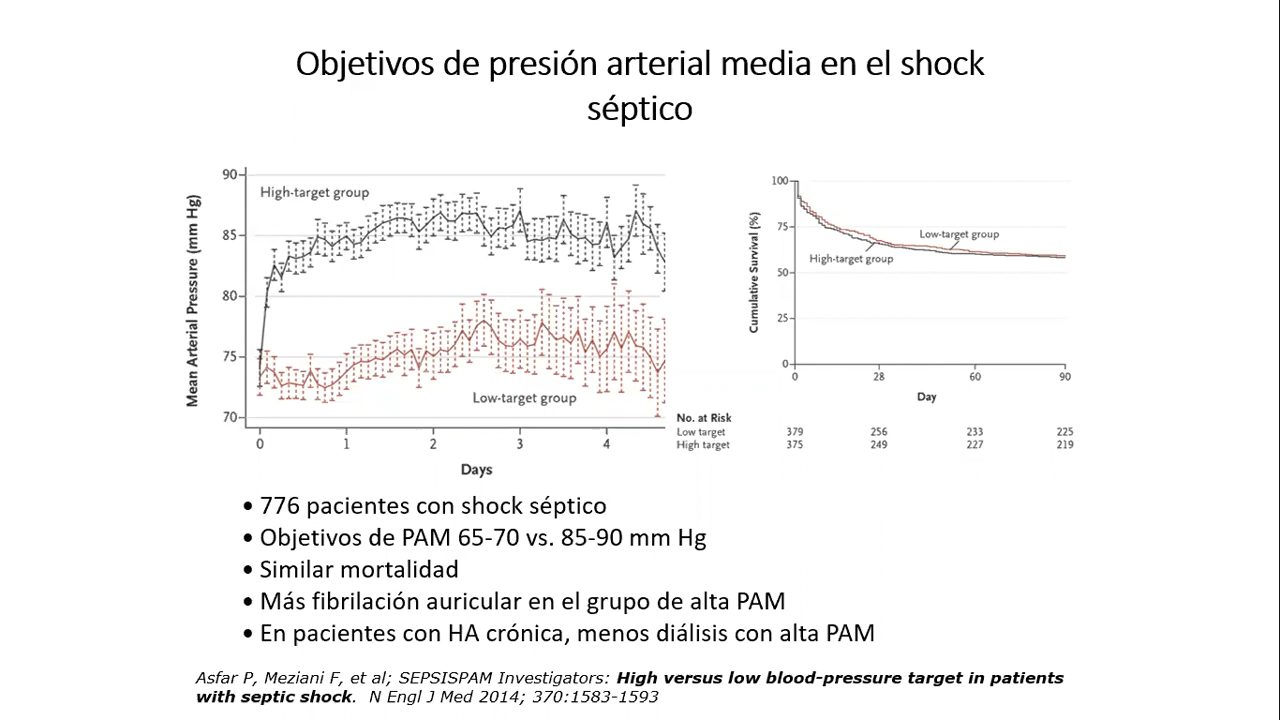 Objetivos de presión arterial media en el shock
séptico
90
High-target group
85
80
75
Low-target group
70
0 1 2 3 4
Mean Arterial Pressure (mm Hg)
Days
100
75
Low-target group
High-target group
50
25
0
0 28 60 90
Cumulative Survival (%)
Day
No. at Risk
Low target 379 256 233 225
High target 375 249 227 219
• 776 pacientes con shock séptico
• Objetivos de PAM 65-70 vs. 85-90 mm Hg
• Similar mortalidad
• Más fibrilación auricular en el grupo de alta PAM
• En pacientes con HA crónica, menos diálisis con alta PAM
Asfar P, Meziani F, et al; SEPSISPAM Investigators: High versus low blood-pressure target in patients
with septic shock. N Engl J Med 2014; 370:1583-1593